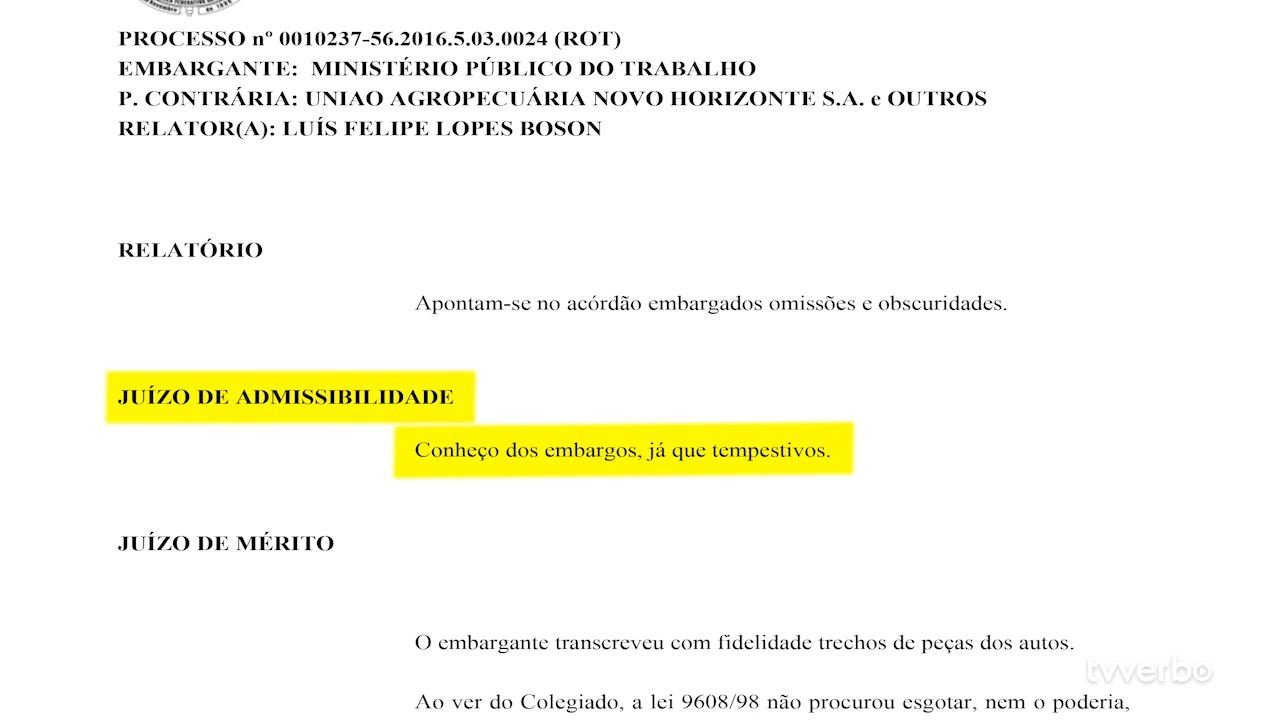 PROCESSO nº 0010237-56.2016.5.03.0024 (ROT)
EMBARGANTE: MINISTÉRIO PÚBLICO DO TRABALHO
P. CONTRÁRIA: UNIAO AGROPECUÁRIA NOVO HORIZONTE S.A. e OUTROS
RELATOR(A): LUÍS FELIPE LOPES BOSON
RELATÓRIO
Apontam-se no acórdão embargados omissões e obscuridades.
JUÍZO DE ADMISSIBILIDADE
Conheço dos embargos, já que tempestivos.
JUÍZO DE MÉRITO
O embargante transcreveu com fidelidade trechos de peças dos autos.
Ao ver do Colegiado, a lei 9608/98 não procurou esgotar, nem o poderia,
tvverbo